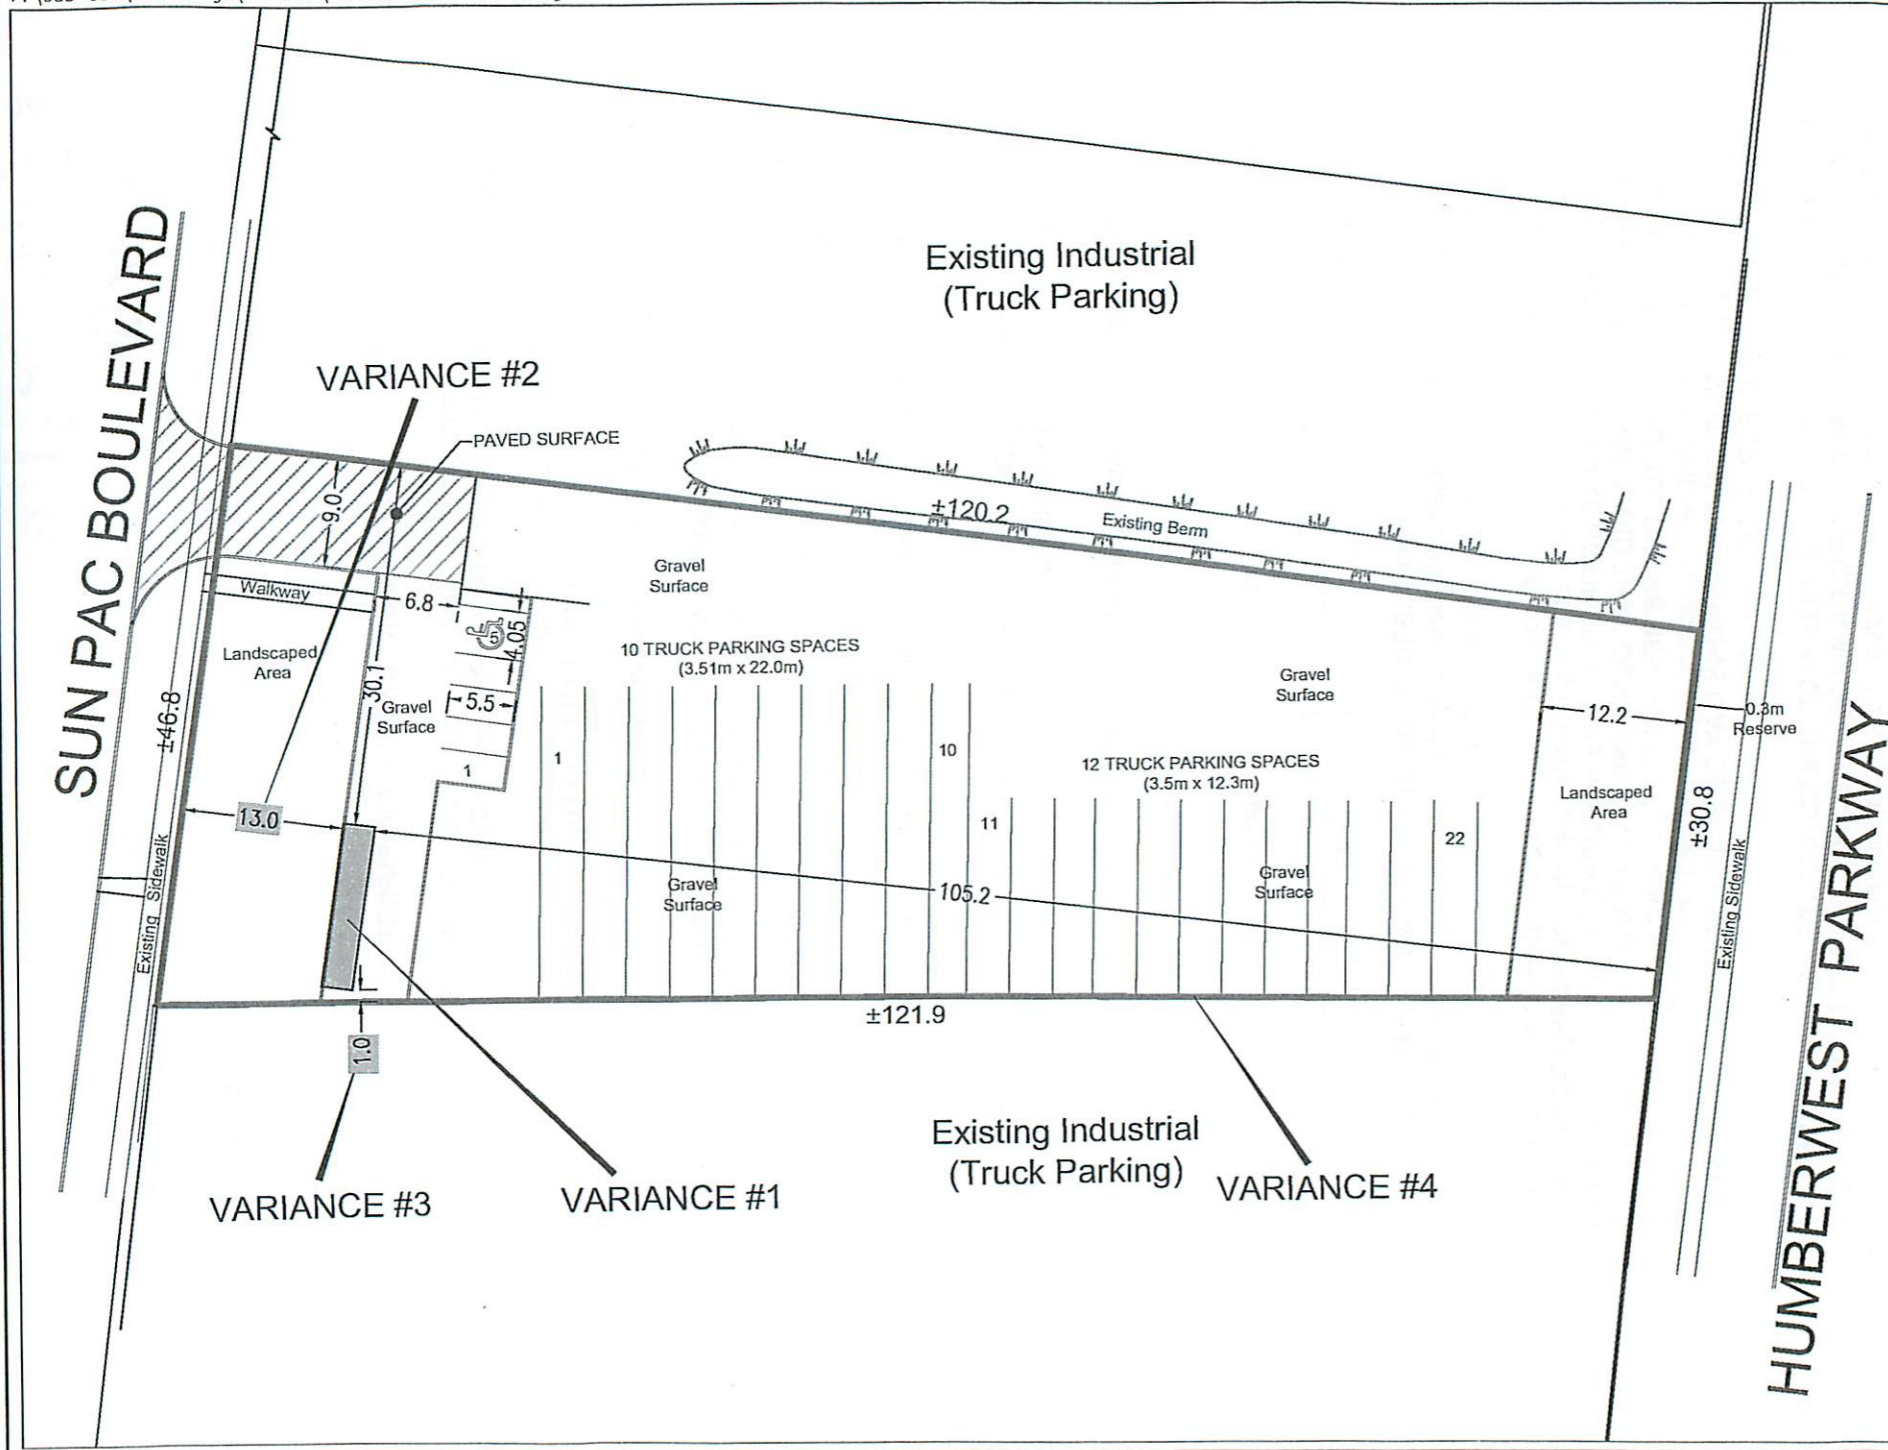 Existing Industrial
(Truck Parking)
SUN PAC BOULEVARD
VARIANCE #2
PAVED SURFACE
9.0
±120.2
Existing Berm
Gravel
Surface
Walkway
6.8
5
4.05
10 TRUCK PARKING SPACES
(3.51m x 22.0m)
Landscaped
Area
30.1
Gravel
Surface
5.5
Gravel
Surface
12.2
0.3m
Reserve
±46.8
1
1
10
12 TRUCK PARKING SPACES
(3.5m x 12.3m)
Landscaped
Area
±30.8
13.0
11
22
Existing Sidewalk
Gravel
Surface
105.2
Gravel
Surface
Existing Sidewalk
±121.9
1.0
HUMBERWEST PARKWAY
Existing Industrial
(Truck Parking)
VARIANCE #3
VARIANCE #1
VARIANCE #4